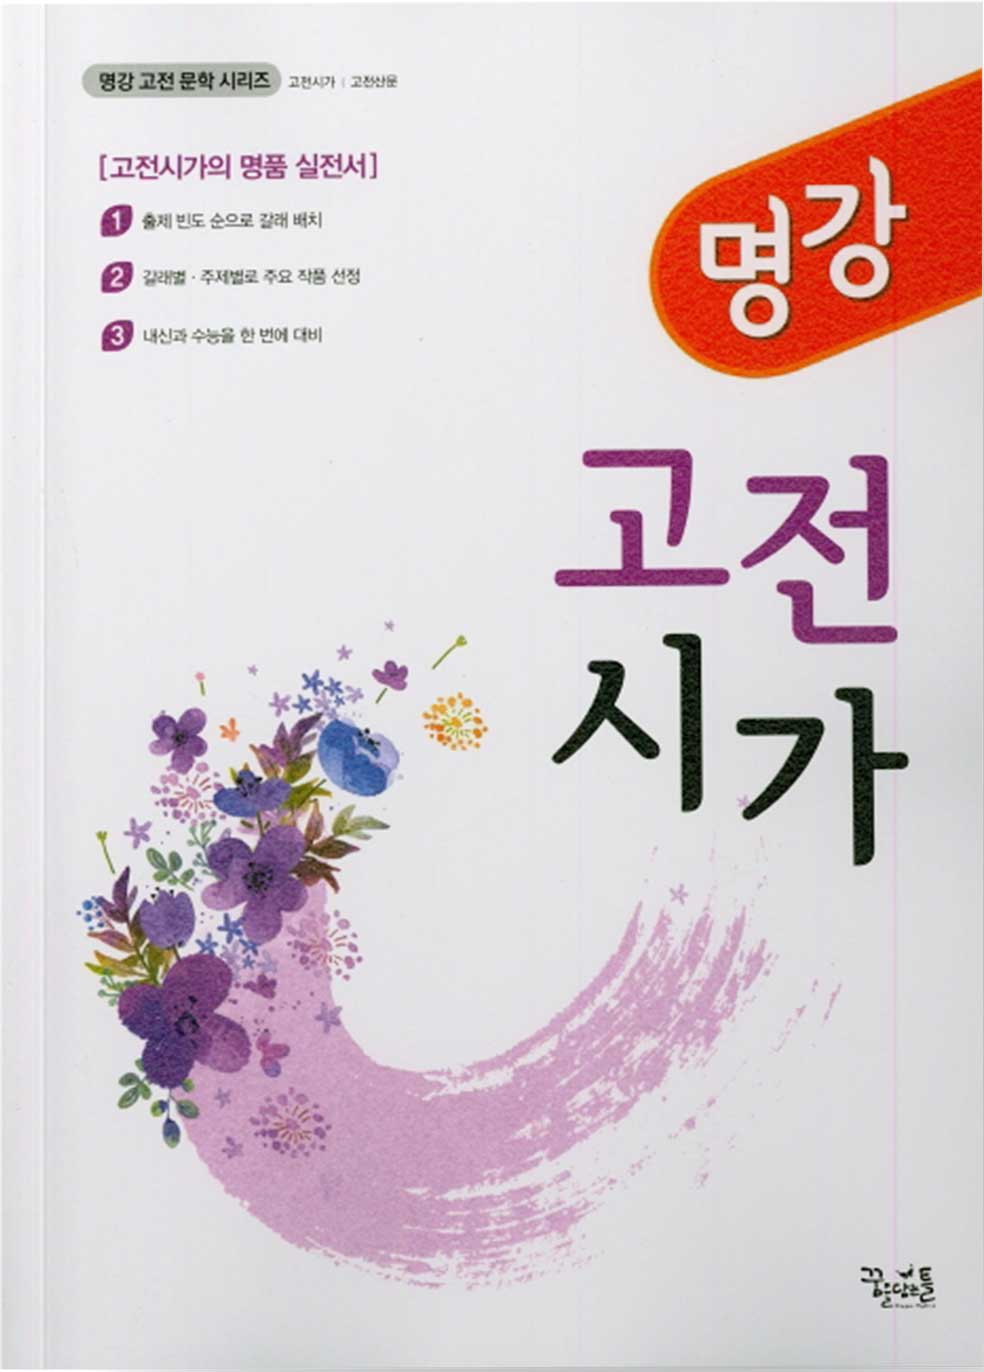 명강 고전 문학 시리즈 고전시가 | 고전산문
[고전시가의 명품 실전서]
1 출제 빈도 순으로 갈래 배치
2 갈래별 · 주제별로 주요 작품 선정
3 내신과 수능을 한 번에 대비
명강
고전
시가
꿈을담는틀